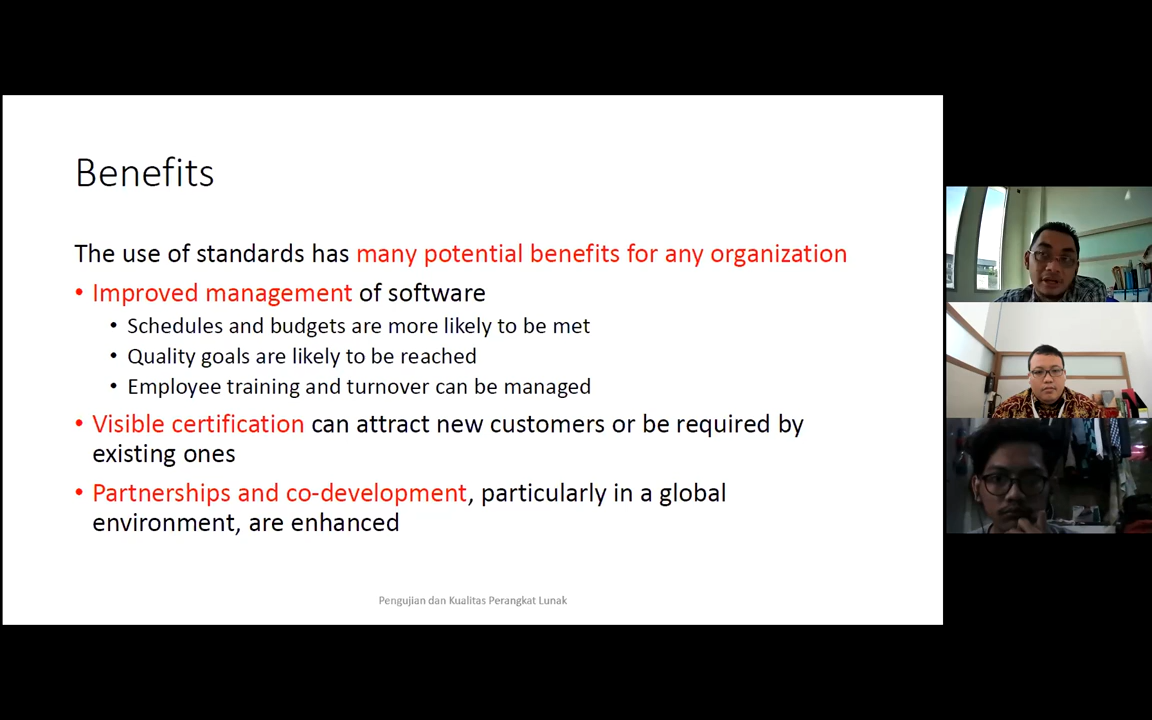 Benefits
The use of standards has many potential benefits for any organization
• Improved management of software
• Schedules and budgets are more likely to be met
• Quality goals are likely to be reached
• Employee training and turnover can be managed
• Visible certification can attract new customers or be required by
existing ones
• Partnerships and co-development, particularly in a global
environment, are enhanced
Pengujian dan Kualitas Perangkat Lunak